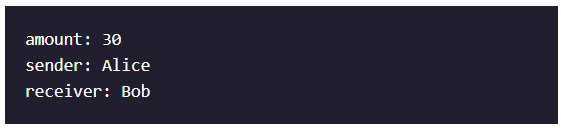 amount: 30
sender: Alice
receiver: Bob